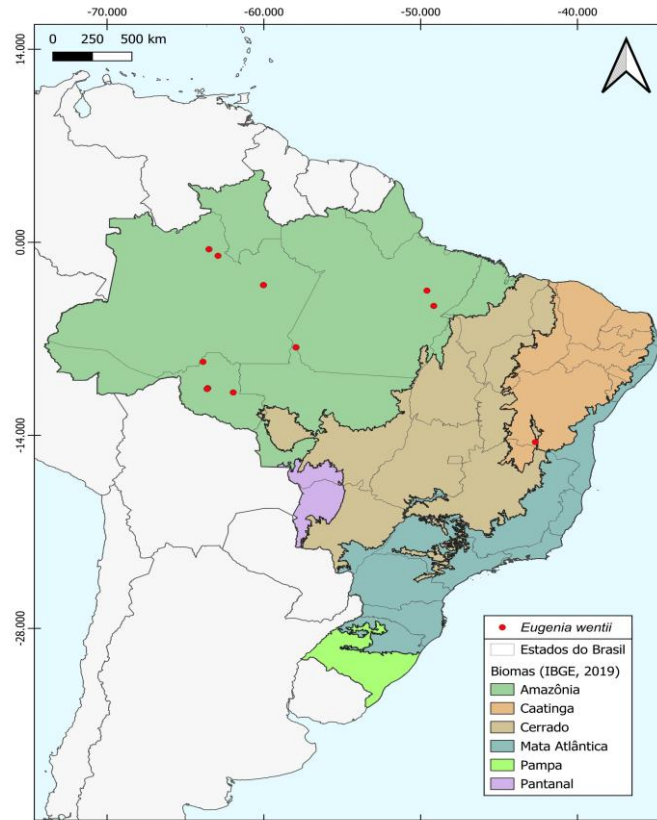 -70.000 -60.000 -50.000 -40.000
0 250 500 km
14.000
0.000
-14.000
-28.000
Eugenia wentii
Estados do Brasil
Biomas (IBGE, 2019)
Amazônia
Caatinga
Cerrado
Mata Atlântica
Pampa
Pantanal